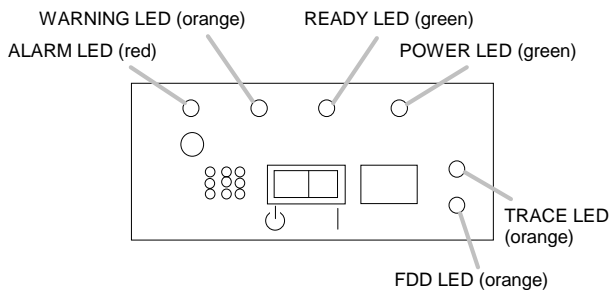 WARNING LED (orange)
READY LED (green)
ALARM LED (red)
POWER LED (green)
TRACE LED
(orange)
FDD LED (orange)